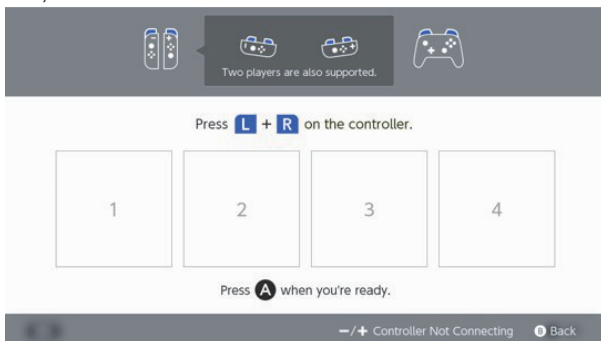 Two players are also supported.
Press L + R on the controller.
1 2 3 4
Press A when you're ready.
−/+ Controller Not Connecting B Back